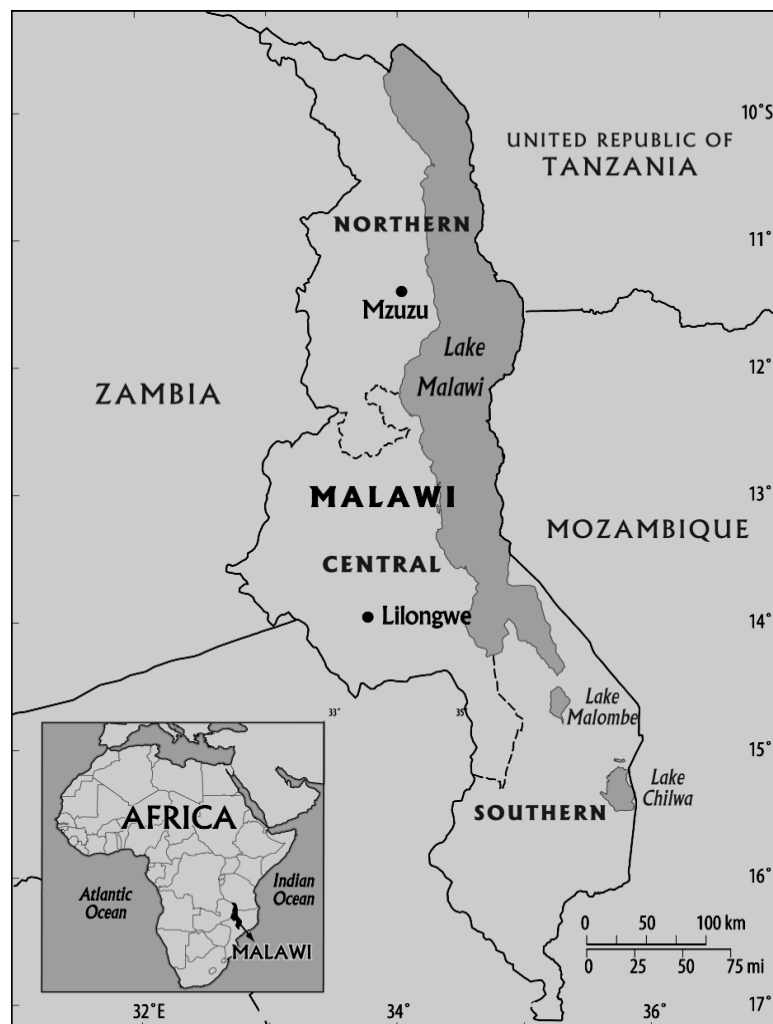 10°S
UNITED REPUBLIC OF
TANZANIA
NORTHERN
11°
Mzuzu
Lake
Malawi
12°
ZAMBIA
MALAWI
13°
MOZAMBIQUE
CENTRAL
Lilongwe
14°
33°
35°
Lake
Malombe
15°
Lake
Chilwa
SOUTHERN
AFRICA
16°
Atlantic
Ocean
Indian
Ocean
MALAWI
0 50 100 km
0 25 50 75 mi
17°
32°E
34°
36°